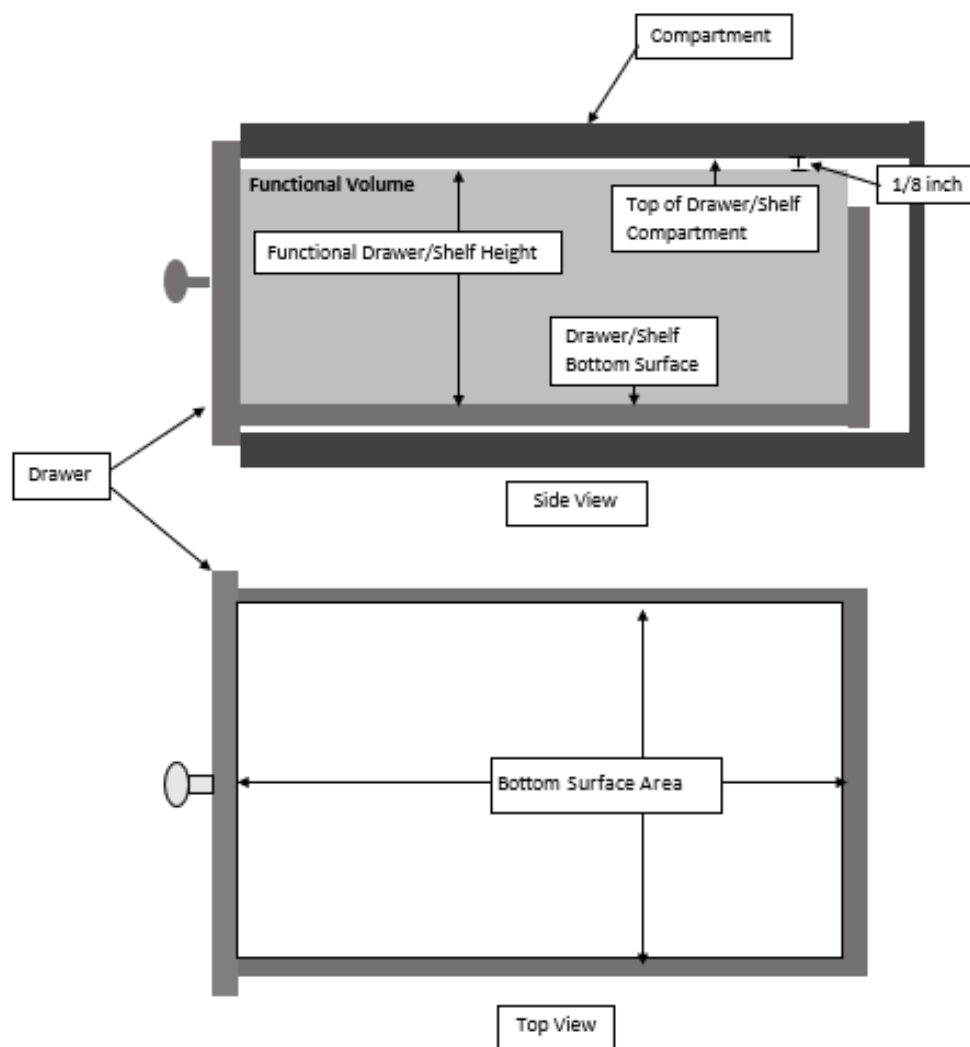 Compartment
Functional Volume
1/8 inch
Top of Drawer/Shelf
Compartment
Functional Drawer/Shelf Height
Drawer/Shelf
Bottom Surface
Drawer
Side View
Bottom Surface Area
Top View